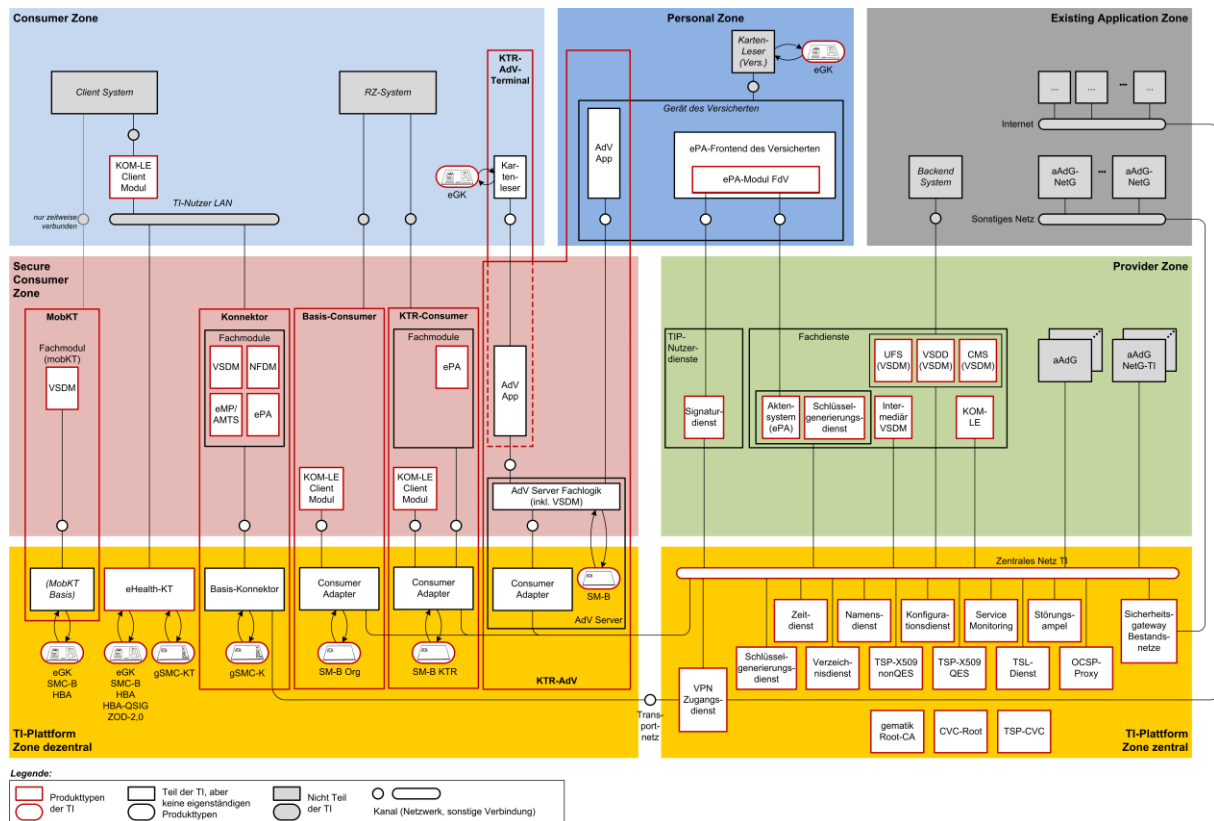 Consumer Zone
Client System
KOM-LE
Client
Modul
nur zeitweise
verbunden
TI-Nutzer LAN
RZ-System
KTR-
AdV-
Terminal
eGK
Kar-
ten-
leser
Personal Zone
Karten-
Leser
(Vers.)
eGK
Gerät des Versicherten
AdV
App
ePA-Frontend des Versicherten
ePA-Modul FdV
Existing Application Zone
...
...
...
...
Internet
Backend
System
aAdG-
NetG
...
aAdG-
NetG
Sonstiges Netz
Secure
Consumer
Zone
MobKT
Fachmodul
(mobKT)
VSDM
Konnektor
Fachmodule
VSDM
NFDM
eMP/
AMTS
ePA
Basis-Consumer
KOM-LE
Client
Modul
KTR-Consumer
Fachmodule
ePA
KOM-LE
Client
Modul
AdV
App
AdV Server Fachlogik
(inkl. VSDM)
Provider Zone
TIP-
Nutzer-
dienste
Signatur-
dienst
Fachdienste
UFS
(VSDM)
VSDD
(VSDM)
CMS
(VSDM)
Akten-
system
(ePA)
Schlüssel-
generierungs-
dienst
Inter-
mediär
VSDM
KOM-
LE
aAdG
aAdG
NetG-TI
(MobKT
Basis)
eGK
SMC-B
HBA
eHealth-KT
eGK
SMC-B
HBA
HBA-QSIG
ZOD-2,0
gSMC-KT
Basis-Konnektor
gSMC-K
Consumer
Adapter
SM-B Org
Consumer
Adapter
SM-B KTR
Consumer
Adapter
SM-B
AdV Server
KTR-AdV
TI-Plattform
Zone dezentral
Trans-
port-
netz
Zentrales Netz TI
Zeit-
dienst
Namens-
dienst
Konfigu-
rationsdienst
Service
Monitoring
Störungs-
ampel
Sicherheits-
gateway
Bestands-
netze
Schlüssel-
generierungs-
dienst
Verzeich-
nisdienst
TSP-X509
nonQES
TSP-X509
QES
TSL-
Dienst
OCSP-
Proxy
VPN
Zugangs-
dienst
gematik
Root-CA
CVC-Root
TSP-CVC
TI-Plattform
Zone zentral
Legende:
Produkttypen
der TI
Teil der TI, aber
keine eigenständigen
Produkttypen
Nicht Teil
der TI
Kanal (Netzwerk, sonstige Verbindung)